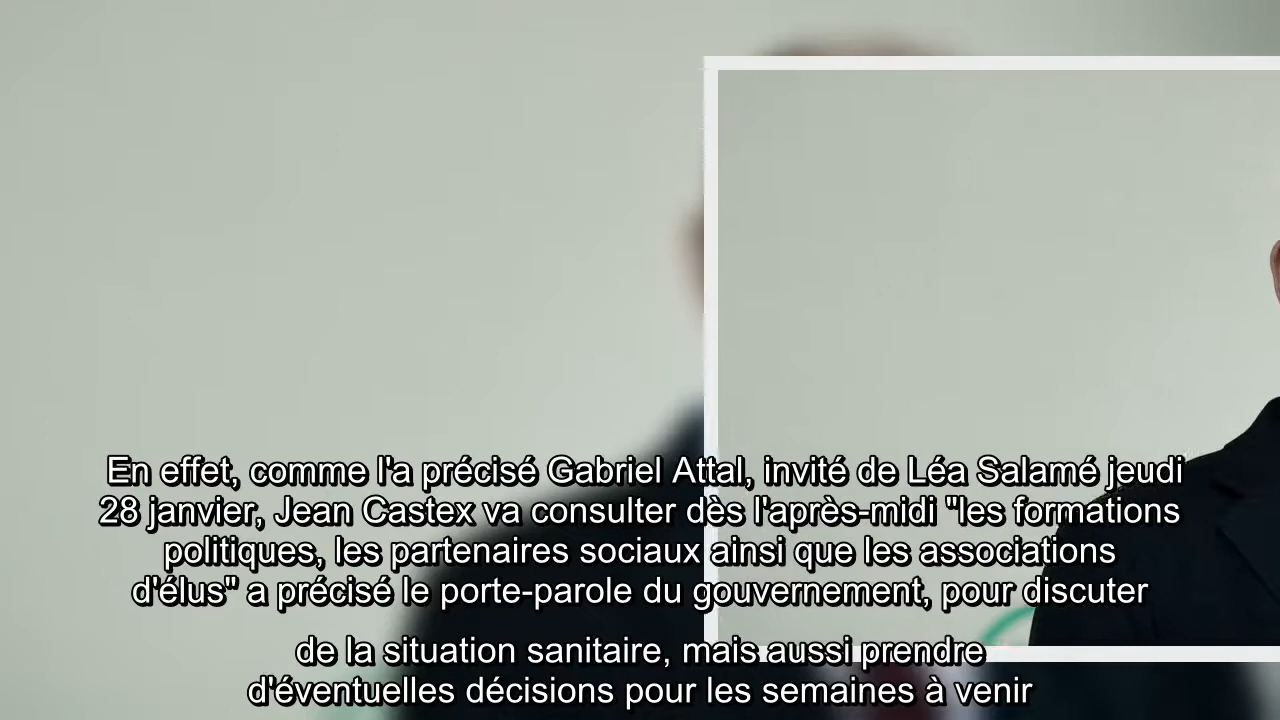 En effet, comme l'a précisé Gabriel Attal, invité de Léa Salamé jeudi
28 janvier, Jean Castex va consulter dès l'après-midi "les formations
politiques, les partenaires sociaux ainsi que les associations
d'élus" a précisé le porte-parole du gouvernement, pour discuter
de la situation sanitaire, mais aussi prendre
d'éventuelles décisions pour les semaines à venir